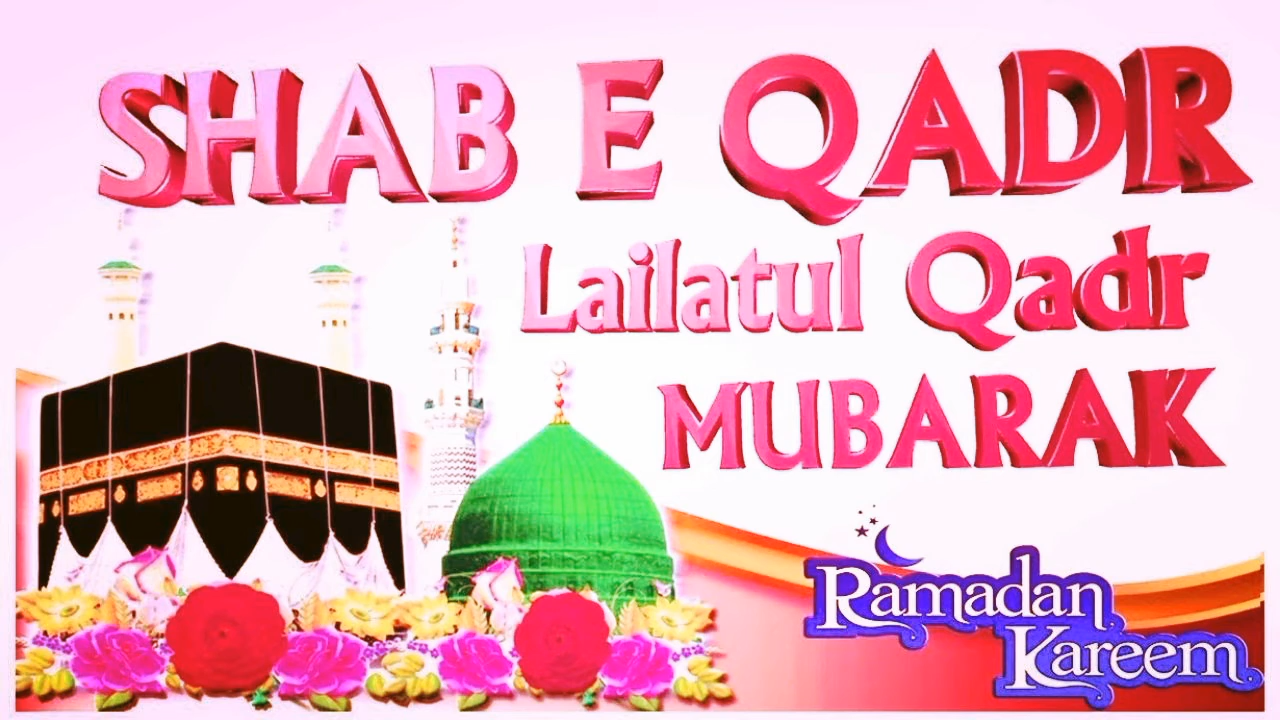 SHAB E QADR
Lailatul Qadr
MUBARAK
Ramadan
Kareem